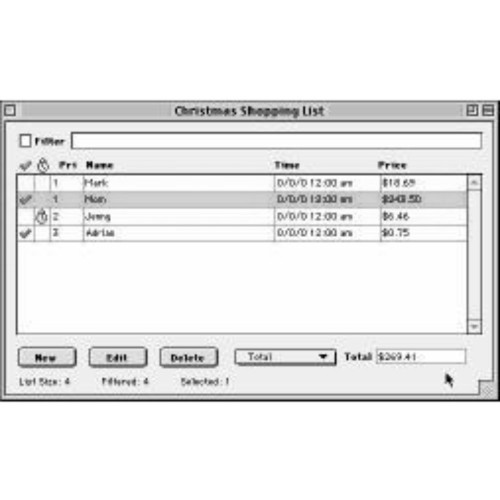 Christmas Shopping List
Filter
Pri Name Time Price
1 Mark 0/0/0 12:00 am $18.69
1 Mom 0/0/0 12:00 am $243.50
2 Jenny 0/0/0 12:00 am $6.46
3 Adrian 0/0/0 12:00 am $0.75
New Edit Delete Total Total $269.41
List Size: 4 Filtered: 4 Selected: 1